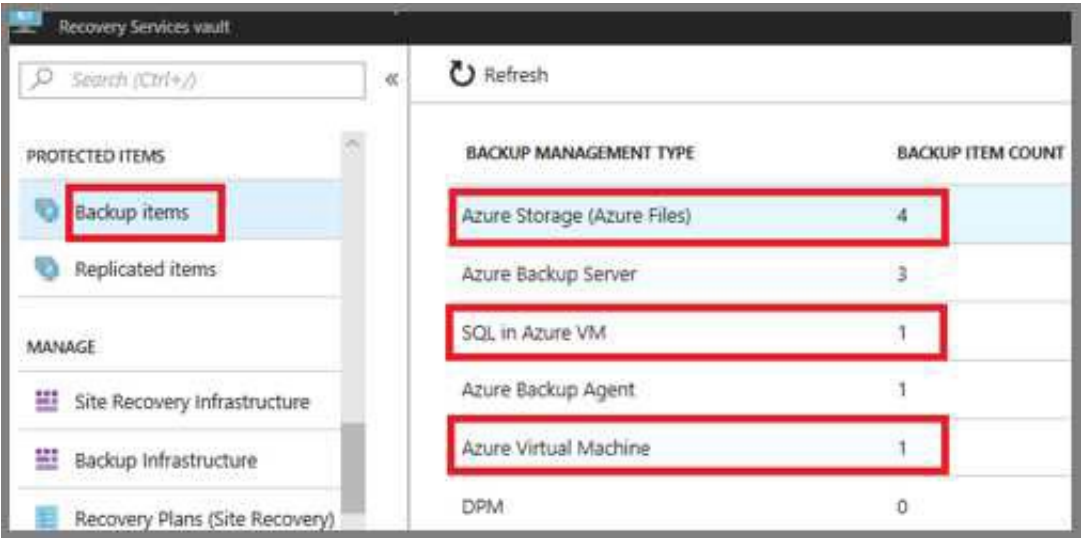 Recovery Services vault
Search (Ctrl+/)
«
Refresh
PROTECTED ITEMS
Backup items
Replicated items
MANAGE
Site Recovery Infrastructure
Backup Infrastructure
Recovery Plans (Site Recovery)
BACKUP MANAGEMENT TYPE BACKUP ITEM COUNT
Azure Storage (Azure Files) 4
Azure Backup Server 3
SQL in Azure VM 1
Azure Backup Agent 1
Azure Virtual Machine 1
DPM 0